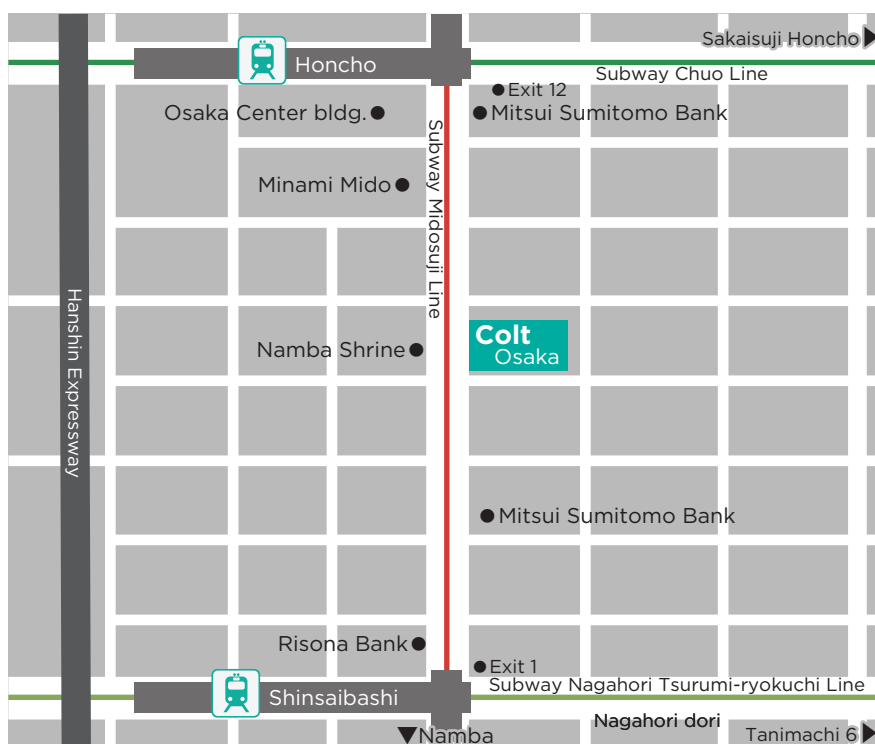 Sakaisuji Honcho
Honcho
Subway Chuo Line
Exit 12
Osaka Center bldg.
Mitsui Sumitomo Bank
Subway Midosuji Line
Minami Mido
Hanshin Expressway
Colt
Osaka
Namba Shrine
Mitsui Sumitomo Bank
Risona Bank
Exit 1
Subway Nagahori Tsurumi-ryokuchi Line
Shinsaibashi
Nagahori dori
Namba
Tanimachi 6